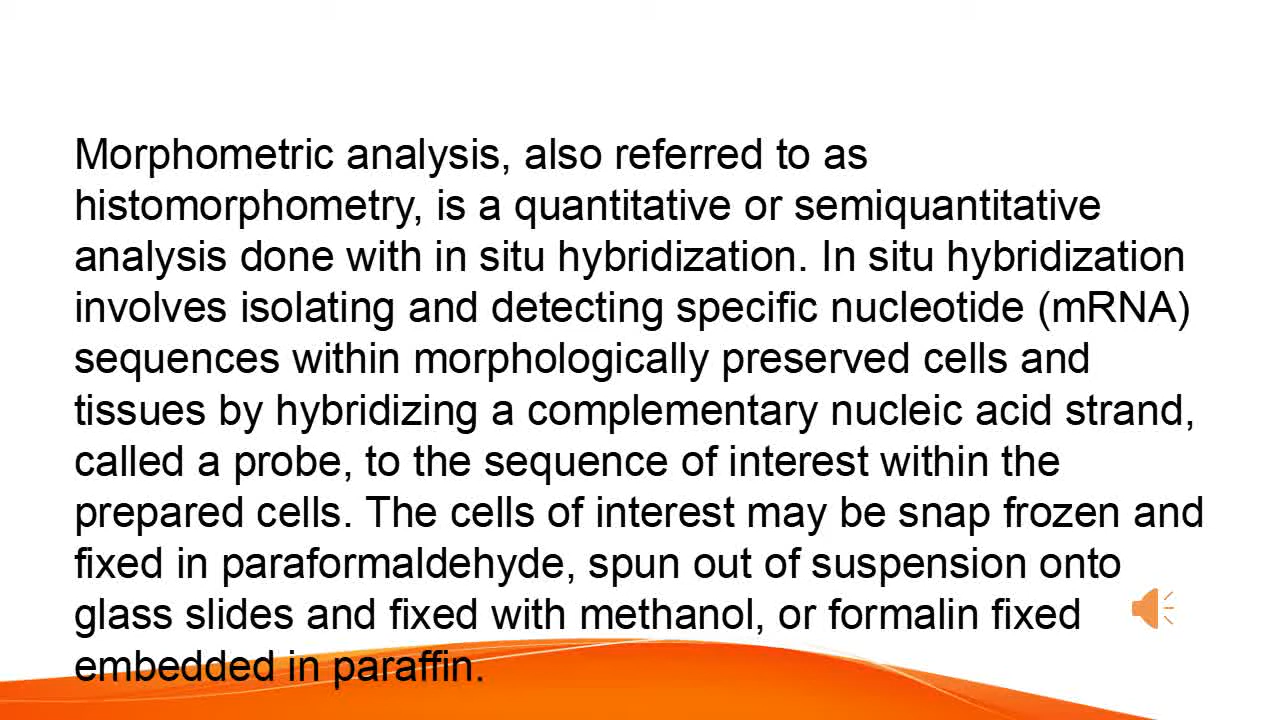 Morphometric analysis, also referred to as
histomorphometry, is a quantitative or semiquantitative
analysis done with in situ hybridization. In situ hybridization
involves isolating and detecting specific nucleotide (mRNA)
sequences within morphologically preserved cells and
tissues by hybridizing a complementary nucleic acid strand,
called a probe, to the sequence of interest within the
prepared cells. The cells of interest may be snap frozen and
fixed in paraformaldehyde, spun out of suspension onto
glass slides and fixed with methanol, or formalin fixed
embedded in paraffin.